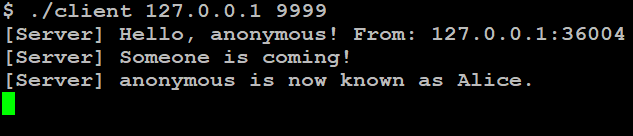 $ ./client 127.0.0.1 9999
[Server] Hello, anonymous! From: 127.0.0.1:36004
[Server] Someone is coming!
[Server] anonymous is now known as Alice.